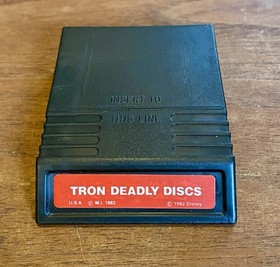 INSERT TO
THIS LINE
TRON DEADLY DISCS
U.S.A. © M.I. 1982 © 1982 Disney